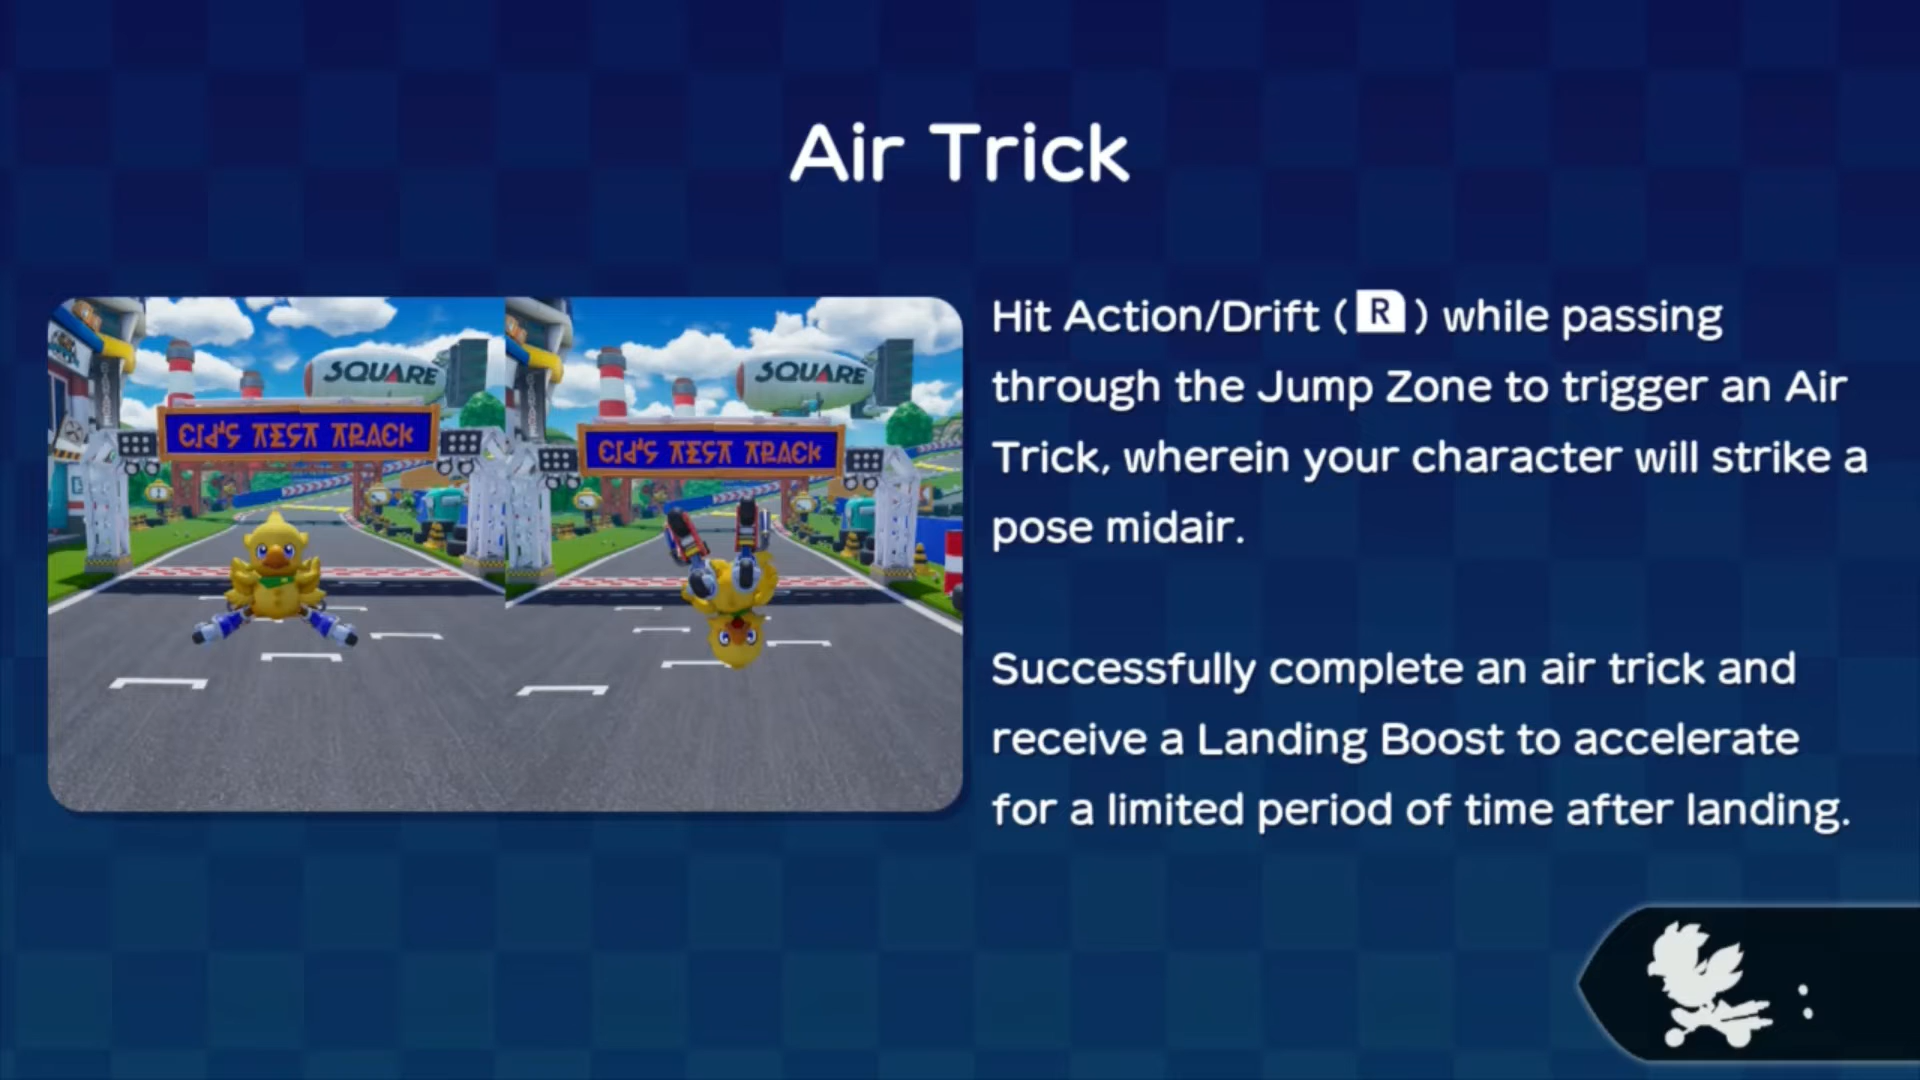 Air Trick
SQUARE
CID'S TEST TRACK
SQUARE
CID'S TEST TRACK
Hit Action/Drift (R) while passing
through the Jump Zone to trigger an Air
Trick, wherein your character will strike a
pose midair.
Successfully complete an air trick and
receive a Landing Boost to accelerate
for a limited period of time after landing.